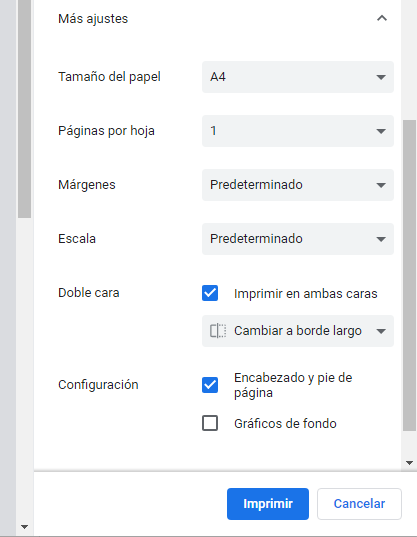 Más ajustes
Tamaño del papel
A4
Páginas por hoja
1
Márgenes
Predeterminado
Escala
Predeterminado
Doble cara
Imprimir en ambas caras
Cambiar a borde largo
Configuración
Encabezado y pie de
página
Gráficos de fondo
Imprimir
Cancelar